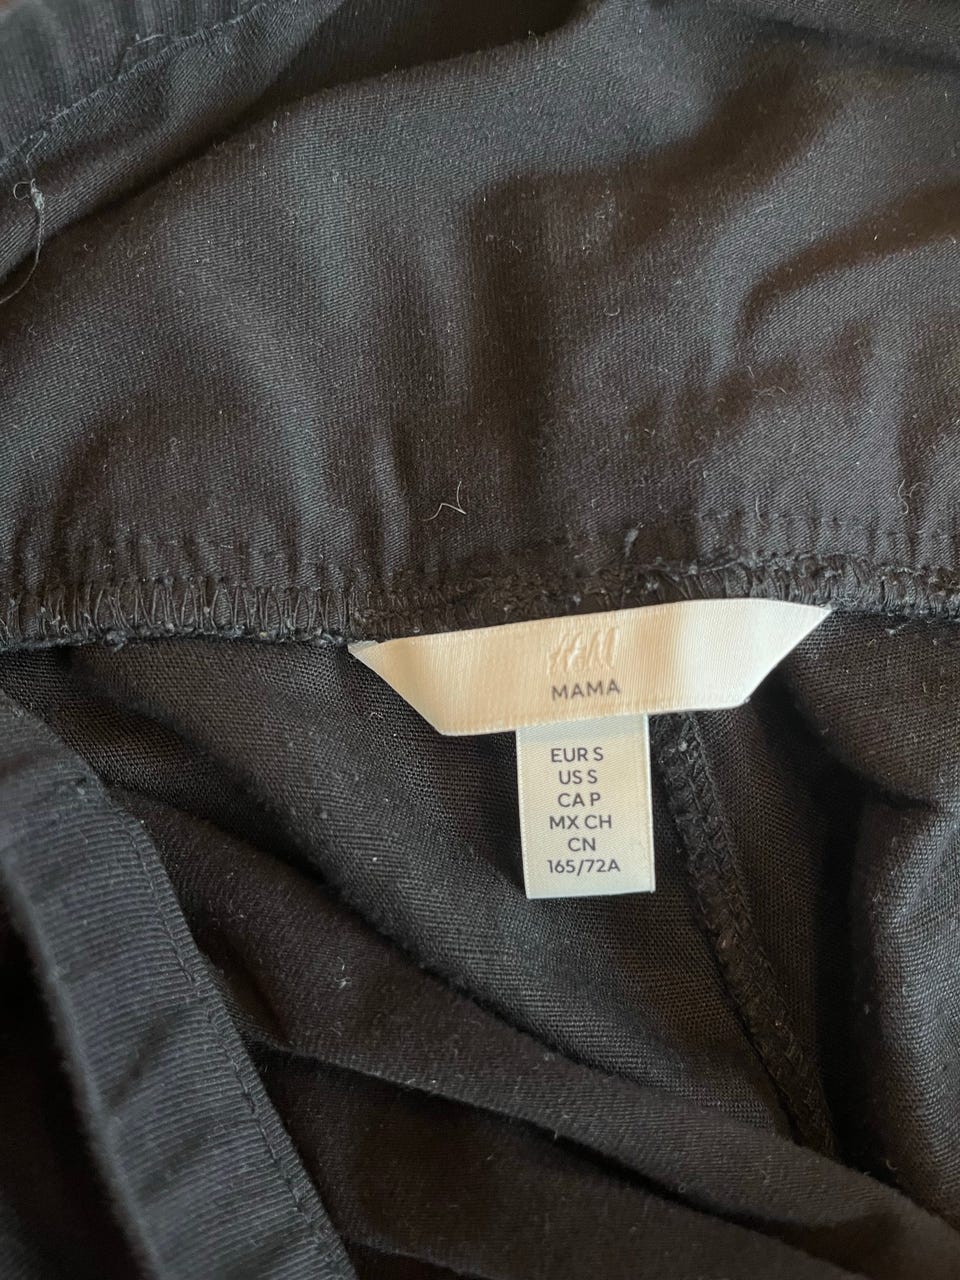 H&M
MAMA
EUR S
US S
CA P
MX CH
CN
165/72A